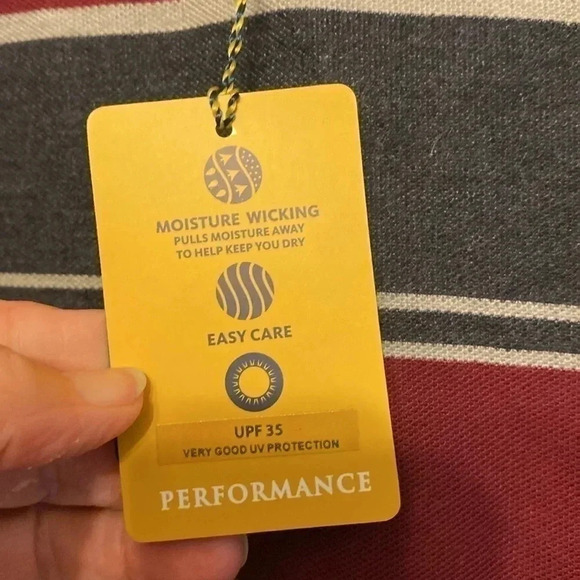 MOISTURE WICKING
PULLS MOISTURE AWAY
TO HELP KEEP YOU DRY
EASY CARE
UPF 35
VERY GOOD UV PROTECTION
PERFORMANCE